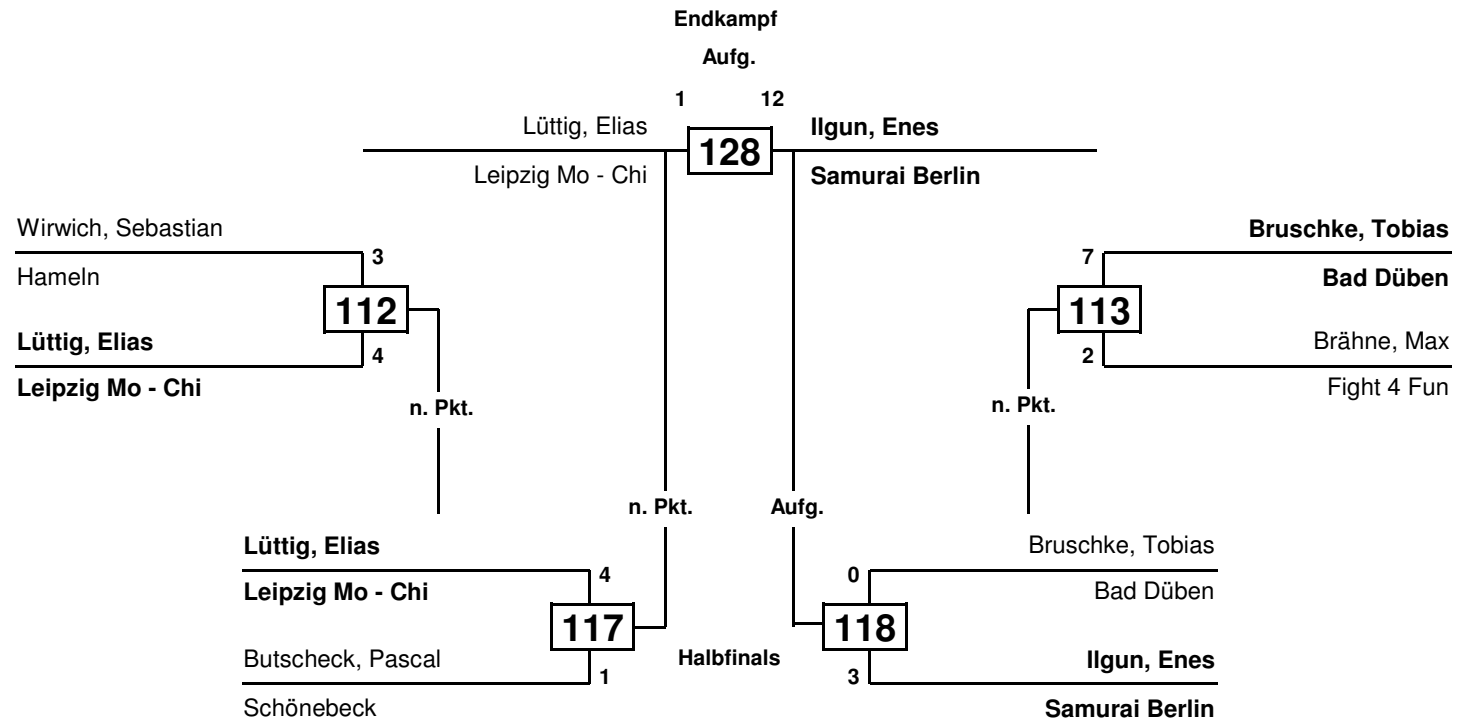 Endkampf
Aufg.
1 12
Lüttig, Elias 128 Ilgun, Enes
Leipzig Mo - Chi Samurai Berlin
Wirwich, Sebastian Bruschke, Tobias
3 7
Hameln Bad Düben
112 113
Lüttig, Elias Brähne, Max
4 2
Leipzig Mo - Chi Fight 4 Fun
n. Pkt. n. Pkt.
n. Pkt. Aufg.
Lüttig, Elias Bruschke, Tobias
4 0
Leipzig Mo - Chi Bad Düben
117 118
Butscheck, Pascal Halbfinals Ilgun, Enes
1 3
Schönebeck Samurai Berlin